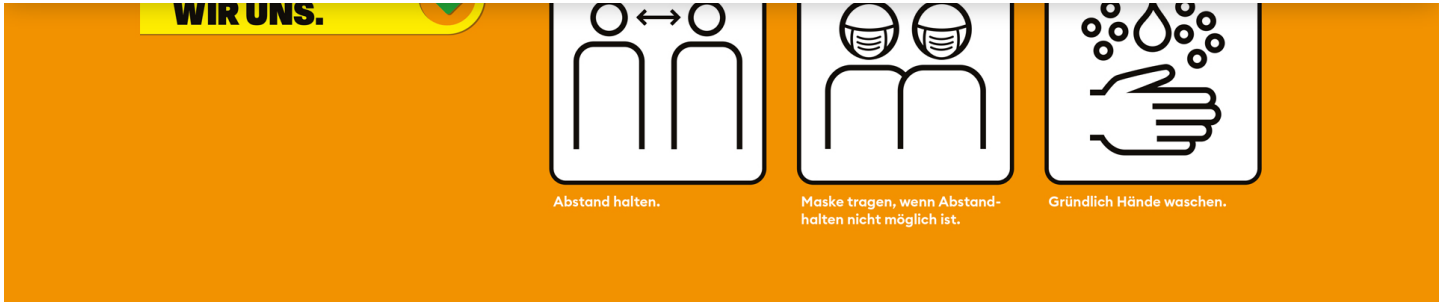 WIR UNS.
Abstand halten.
Maske tragen, wenn Abstand-
halten nicht möglich ist.
Gründlich Hände waschen.